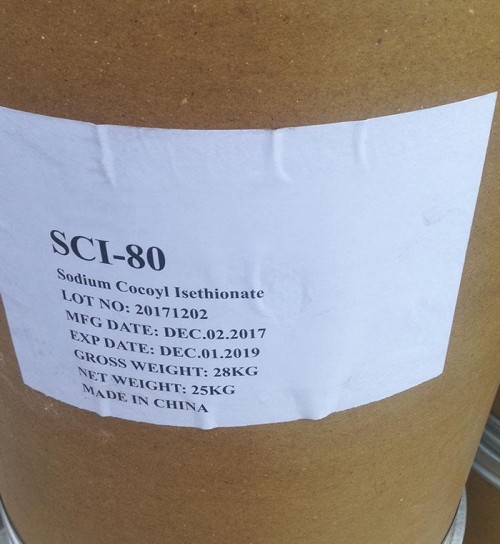 SCI-80
Sodium Cocoyl Isethionate
LOT NO: 20171202
MFG DATE: DEC.02.2017
EXP DATE: DEC.01.2019
GROSS WEIGHT: 28KG
NET WEIGHT: 25KG
MADE IN CHINA